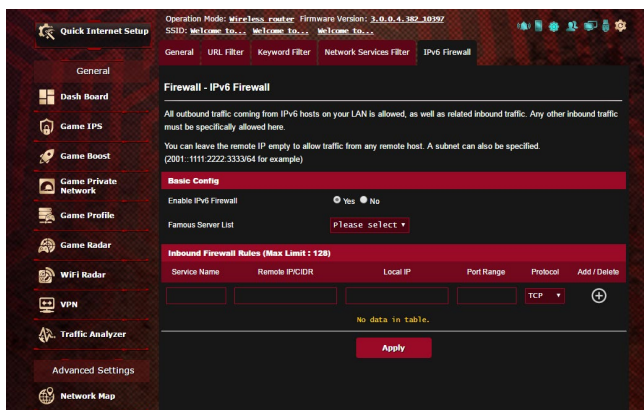 Quick Internet Setup
General
Dash Board
Game IPS
Game Boost
Game Private
Network
Game Profile
Game Radar
WiFi Radar
VPN
Traffic Analyzer
Advanced Settings
Network Map
Operation Mode: Wireless router Firmware Version: 3.0.0.4.382_10397
SSID: Welcome to... Welcome to... Welcome to...
General URL Filter Keyword Filter Network Services Filter IPv6 Firewall
Firewall - IPv6 Firewall
All outbound traffic coming from IPv6 hosts on your LAN is allowed, as well as related inbound traffic. Any other inbound traffic
must be specifically allowed here.
You can leave the remote IP empty to allow traffic from any remote host. A subnet can also be specified.
(2001::1111:2222:3333/64 for example)
Basic Config
Enable IPv6 Firewall Yes No
Famous Server List Please select
Inbound Firewall Rules (Max Limit : 128)
Service Name Remote IP/CIDR Local IP Port Range Protocol Add / Delete
TCP
No data in table.
Apply